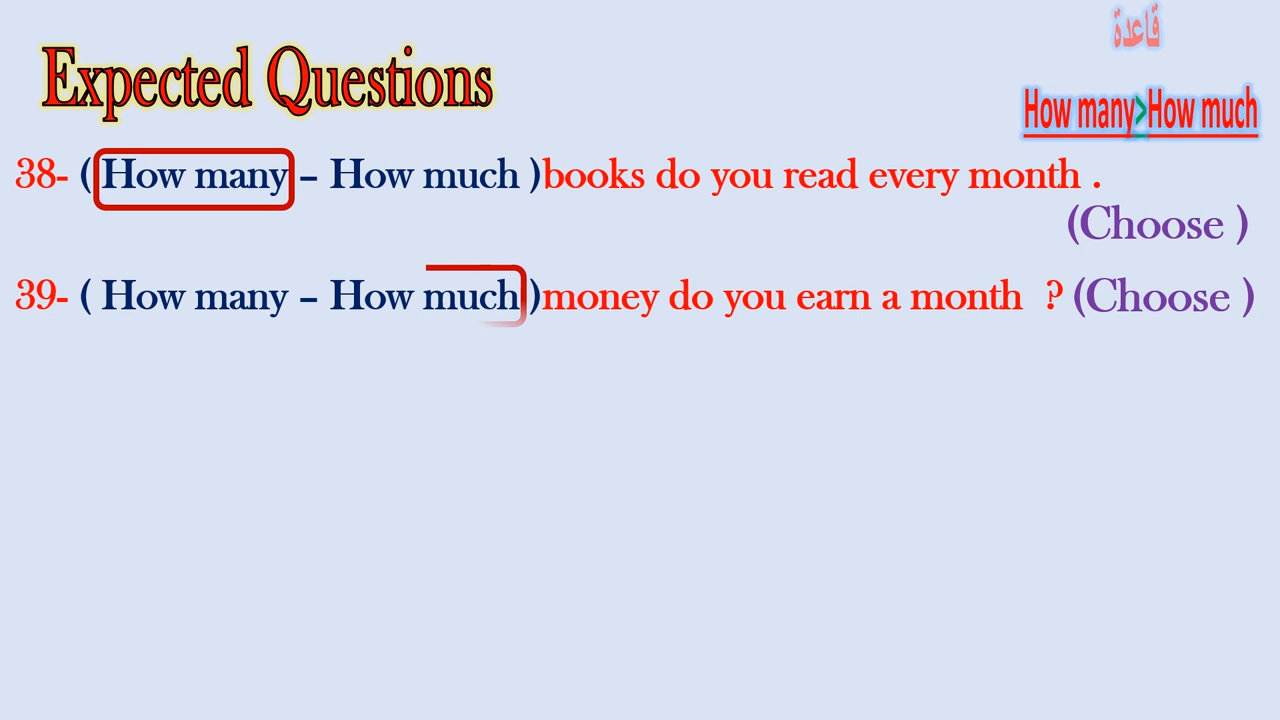 Expected Questions
قاعدة
How many>How much
38- ( How many – How much )books do you read every month .
(Choose )
39- ( How many – How much )money do you earn a month ? (Choose )